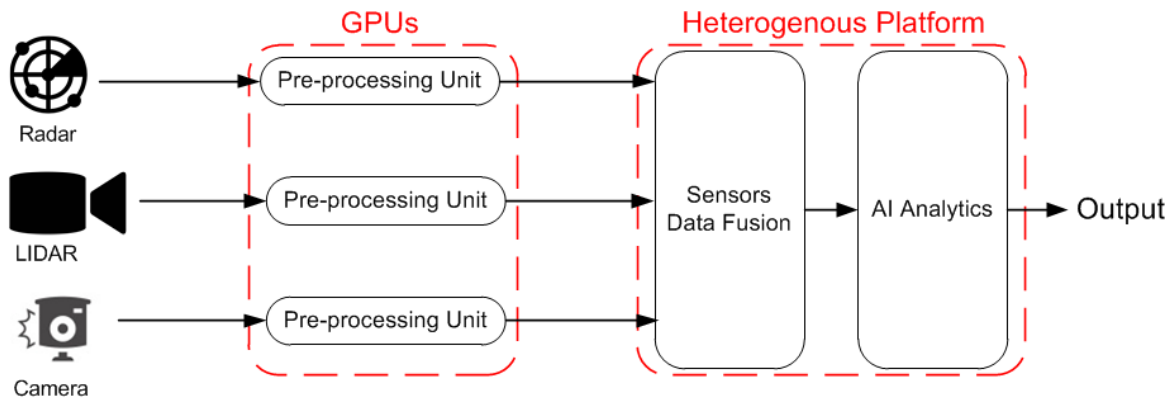 GPUs
Heterogenous Platform
Radar
Pre-processing Unit
LIDAR
Pre-processing Unit
Camera
Pre-processing Unit
Sensors
Data Fusion
AI Analytics
Output